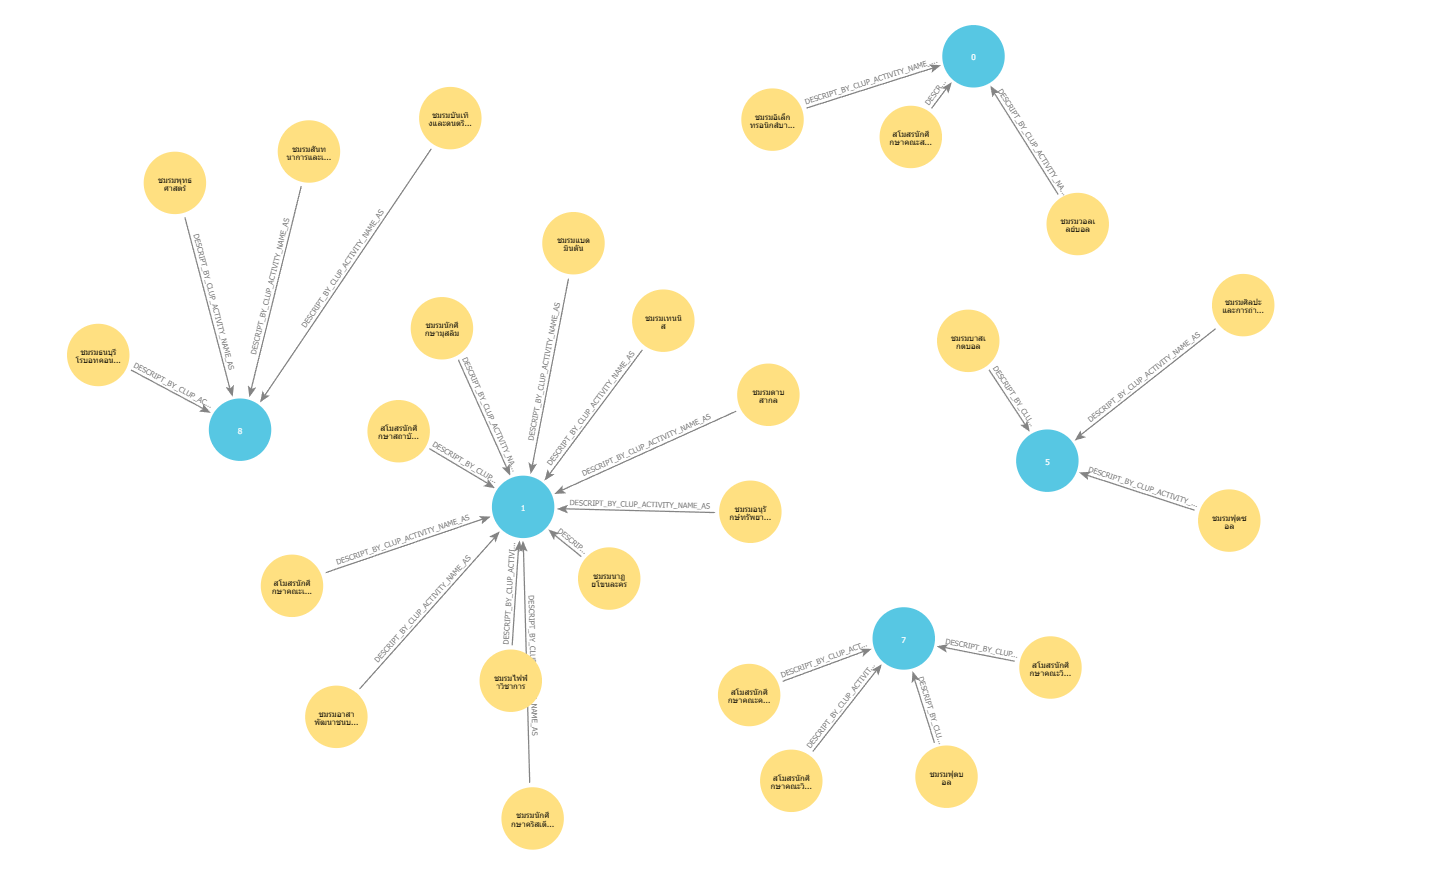 0
DESCRIPT_BY_CLUP_ACTIVITY_NAME_...
DESCR...
DESCRIPT_BY_CLUP_ACTIVITY_NA...
ชมรมอิเล็ก
ทรอนิกส์บา...
สโมสรนักศึ
กษาคณะส...
ชมรมวอลเ
ลย์บอล
ชมรมบันเทิ
งและดนตรี...
ชมรมสันท
นาการและเ...
ชมรมพุทธ
ศาสตร์
ชมรมธนบุรี
โรบอทคอน...
DESCRIPT_BY_CLUP_ACTIVITY_NAME_AS
DESCRIPT_BY_CLUP_ACTIVITY_NAME_AS
DESCRIPT_BY_CLUP_ACTIVITY_NAME_AS
DESCRIPT_BY_CLUP_AC...
8
ชมรมแบด
มินตัน
ชมรมนักศึ
กษามุสลิม
ชมรมเทนนิ
ส
ชมรมดาบ
สากล
สโมสรนักศึ
กษาสถาบั...
DESCRIPT_BY_CLUP_ACTIVITY_NA...
DESCRIPT_BY_CLUP_ACTIVITY_NAME_AS
DESCRIPT_BY_CLUP_ACTIVITY_NAME_AS
DESCRIPT_BY_CLUP_ACTIVITY_NAME_AS
DESCRIPT_BY_CLUP...
1
DESCRIPT_BY_CLUP_ACTIVITY_NAME_AS
ชมรมอนุรั
กษ์ทรัพยา...
DESCRIP...
ชมรมนาฏ
ยโขนละคร
DESCRIPT_BY_CLUP_ACTIVITY_NAME_AS
สโมสรนักศึ
กษาคณะเ...
DESCRIPT_BY_CLUP_ACTIVITY_NAME_AS
ชมรมอาสา
พัฒนาชนบ...
DESCRIPT_BY_CLUP_ACTIVIT...
ชมรมไฟฟ้
าวิชาการ
DESCRIPT_BY_CLUP
NAME_AS
ชมรมนักศึ
กษาคริสเตี...
ชมรมศิลปะ
และการถ่า...
ชมรมบาสเ
กตบอล
DESCRIPT_BY_CLUP_ACTIVITY_NAME_AS
DESCRIPT_BY_CLU...
5
DESCRIPT_BY_CLUP_ACTIVITY_...
ชมรมฟุตซ
อล
7
DESCRIPT_BY_CLUP_ACT...
DESCRIPT_BY_CLUP...
DESCRIPT_BY_CLUP_ACTIVIT...
DESCRIPT_BY_CLU...
สโมสรนักศึ
กษาคณะวิ...
สโมสรนักศึ
กษาคณะค...
สโมสรนักศึ
กษาคณะวิ...
ชมรมฟุตบ
อล